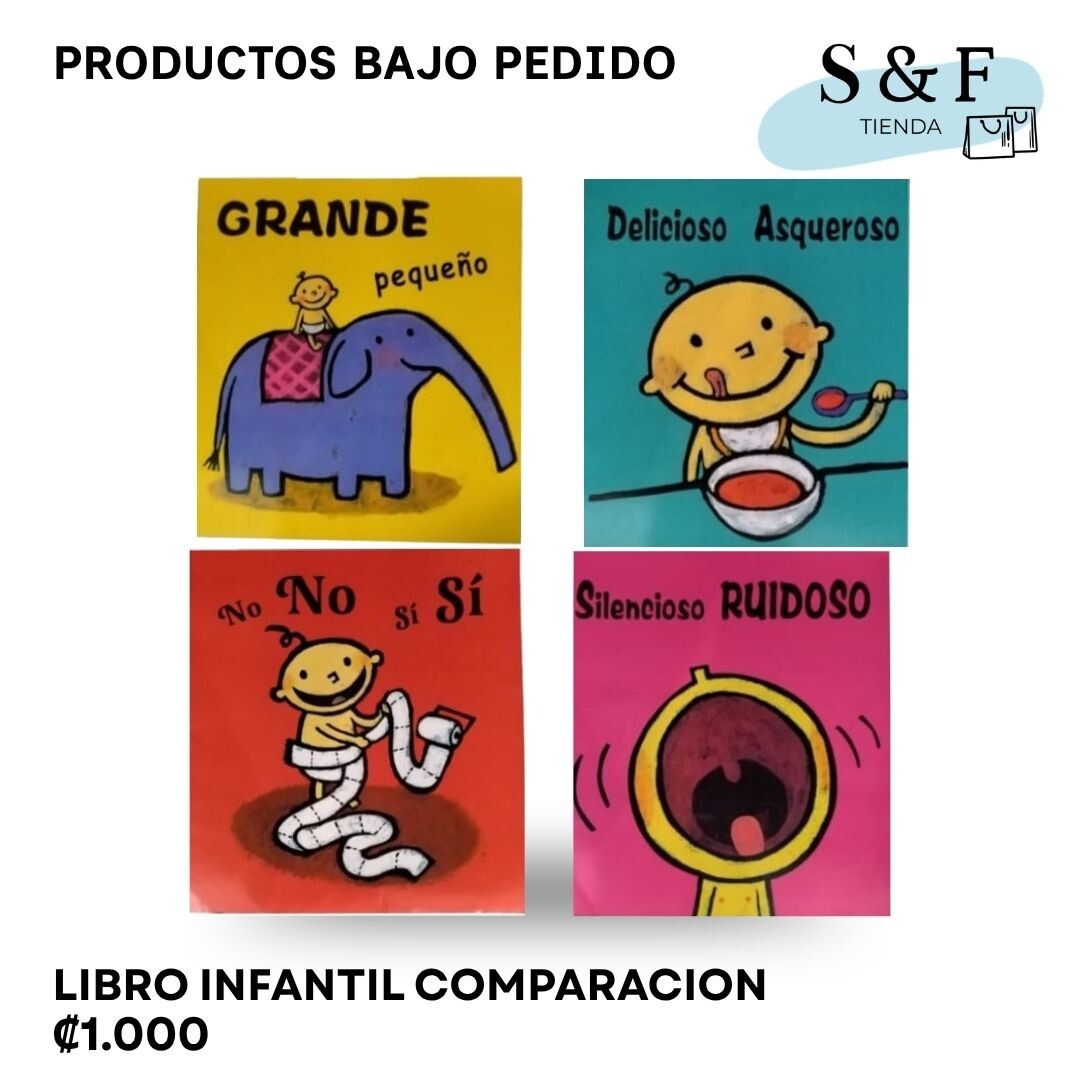 PRODUCTOS BAJO PEDIDO
S & F
TIENDA
GRANDE
pequeño
Delicioso Asqueroso
No No Sí Sí
Silencioso RUIDOSO
LIBRO INFANTIL COMPARACION
₡1.000